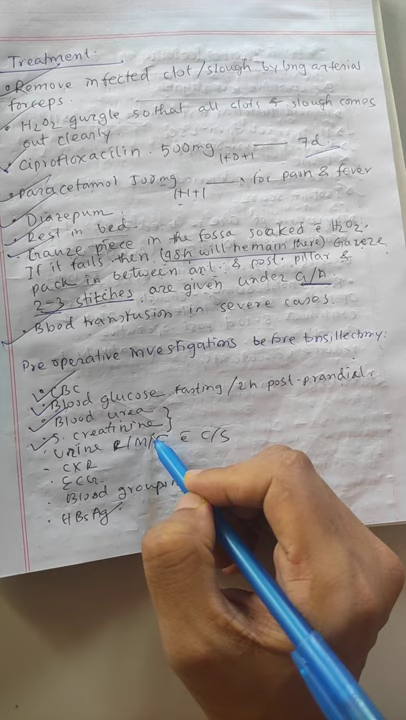 Treatment:
• Remove infected clot/slough by long arterial
forceps.
• H2O2 gurgle so that all clots & slough comes
out cleanly.
• Ciprofloxacilin. 500mg 1+0+1 — 7d
• Paracetamol 500mg 1+1+1 — for pain & fever
• Diazepum.
• Rest in bed.
• Gauze piece in the fossa soaked c̄ H2O2.
If it fails then (ash will remain there) Gaueze
pack in between ant. & post. pillar &
2-3 stitches are given under G/A.
• Blood transfusion in severe cases.
Pre operative investigations before tonsillectomy:
• CBC
• Blood glucose fasting/2h post-prandial.
• Blood urea }
• S. creatinine }
• Urine R/M/E c̄ C/S
- CXR
• ECG
• Blood groupin
• HBsAg